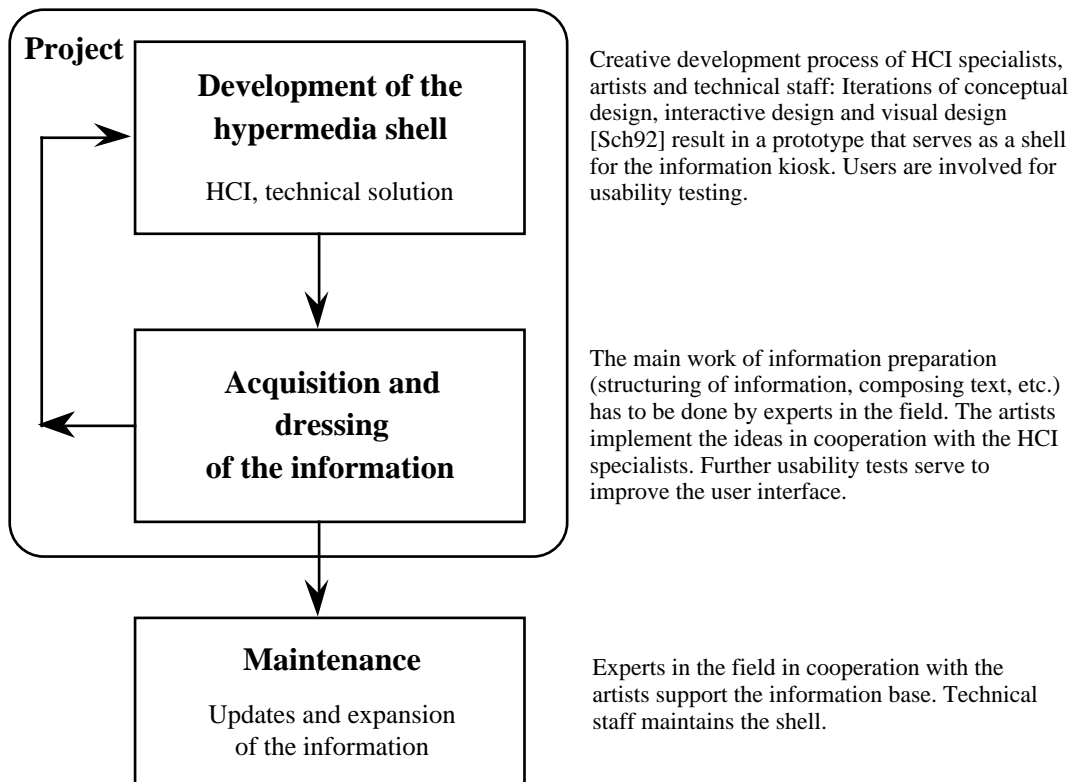 Project
Development of the
hypermedia shell
HCI, technical solution
Creative development process of HCI specialists,
artists and technical staff: Iterations of conceptual
design, interactive design and visual design
[Sch92] result in a prototype that serves as a shell
for the information kiosk. Users are involved for
usability testing.
Acquisition and
dressing
of the information
The main work of information preparation
(structuring of information, composing text, etc.)
has to be done by experts in the field. The artists
implement the ideas in cooperation with the HCI
specialists. Further usability tests serve to
improve the user interface.
Maintenance
Updates and expansion
of the information
Experts in the field in cooperation with the
artists support the information base. Technical
staff maintains the shell.